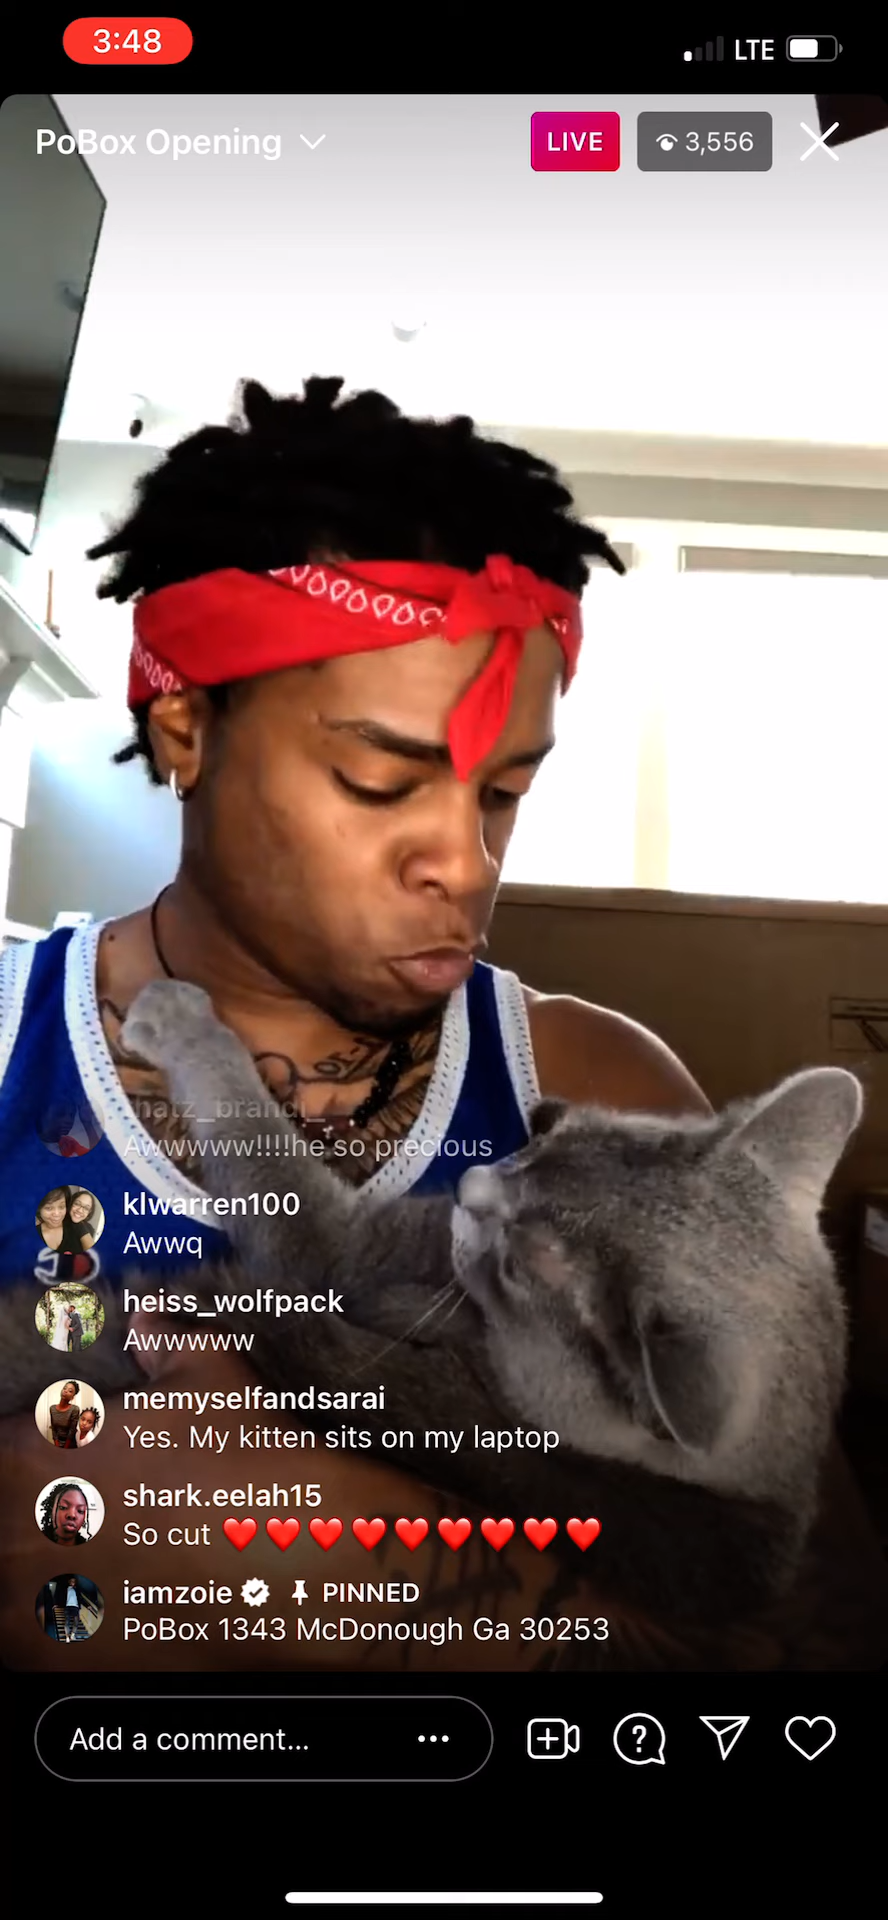 3:48
LTE
PoBox Opening
LIVE
3,556
Awwwww!!!!he so precious
klwarren100
Awwq
heiss_wolfpack
Awwwww
memyselfandsarai
Yes. My kitten sits on my laptop
shark.eelah15
So cut ❤️❤️❤️❤️❤️❤️❤️❤️❤️
iamzoie PINNED
PoBox 1343 McDonough Ga 30253
Add a comment...